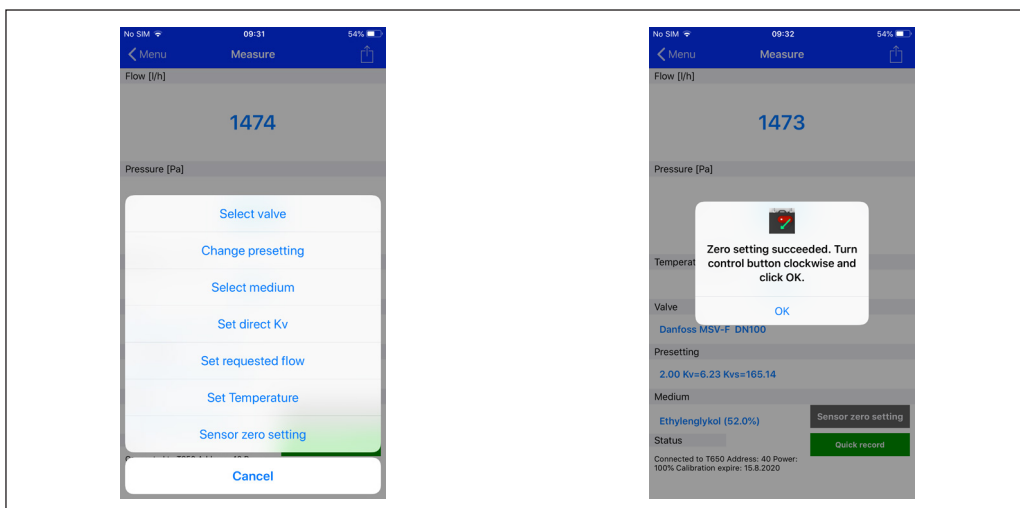 No SIM 09:31 54%
Menu Measure
Flow [l/h]
1474
Pressure [Pa]
Select valve
Change presetting
Select medium
Set direct Kv
Set requested flow
Set Temperature
Sensor zero setting
Cancel
No SIM 09:32 54%
Menu Measure
Flow [l/h]
1473
Pressure [Pa]
Zero setting succeeded. Turn
control button clockwise and
click OK.
Temperat
OK
Valve
Danfoss MSV-F DN100
Presetting
2.00 Kv=6.23 Kvs=165.14
Medium
Ethylenglykol (52.0%)
Sensor zero setting
Status
Quick record
Connected to T650 Address: 40 Power:
100% Calibration expire: 15.8.2020